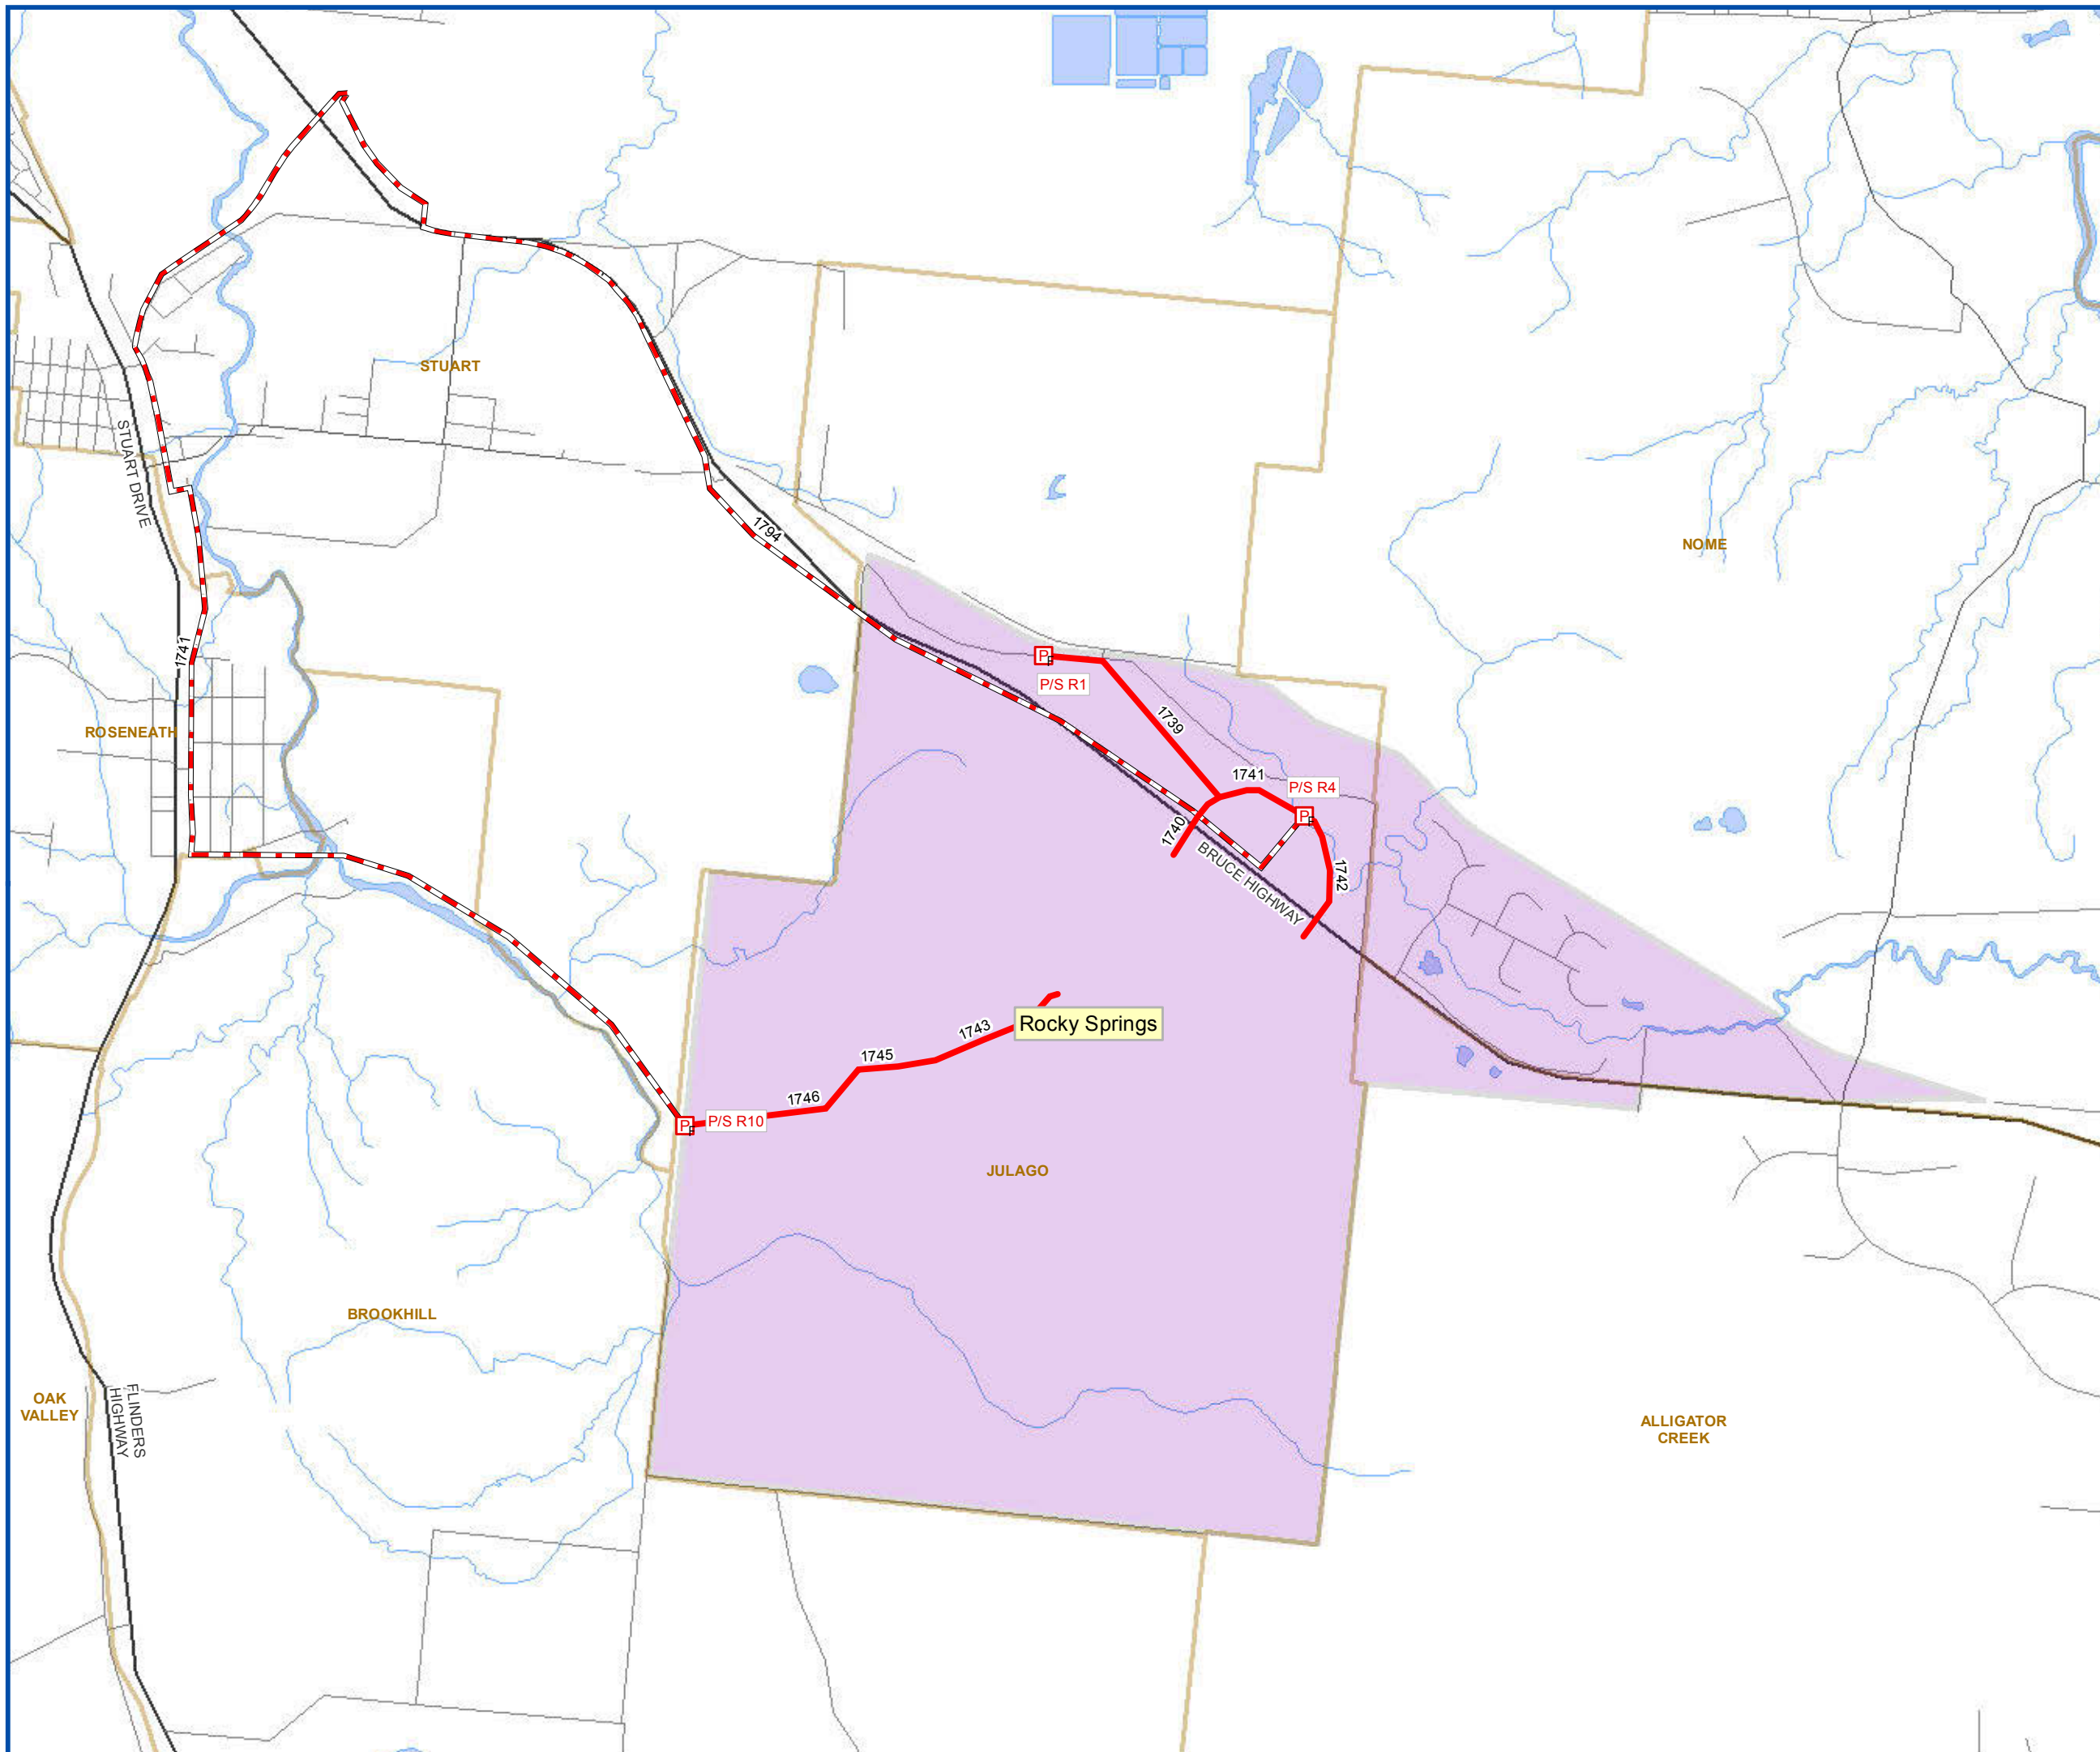 STUART
STUART DRIVE
1794
NOME
1741
P/S R1
ROSENEATH
1739
1741
P/S R4
1740
BRUCE HIGHWAY
1742
Rocky Springs
1743
1745
1746
P/S R10
JULAGO
BROOKHILL
OAK
VALLEY
FLINDERS
HIGHWAY
ALLIGATOR
CREEK
P
F
P
F
P
F